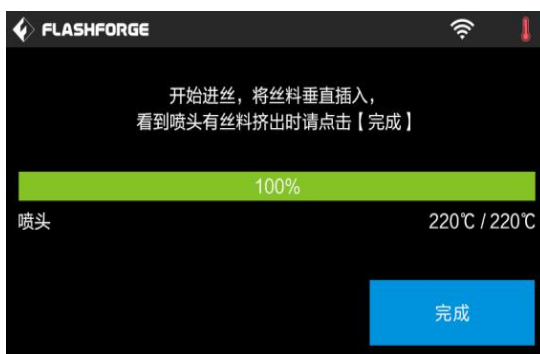 FLASHFORGE
开始进丝，将丝料垂直插入，
看到喷头有丝料挤出时请点击【完成】
100%
喷头 220℃ / 220℃
完成